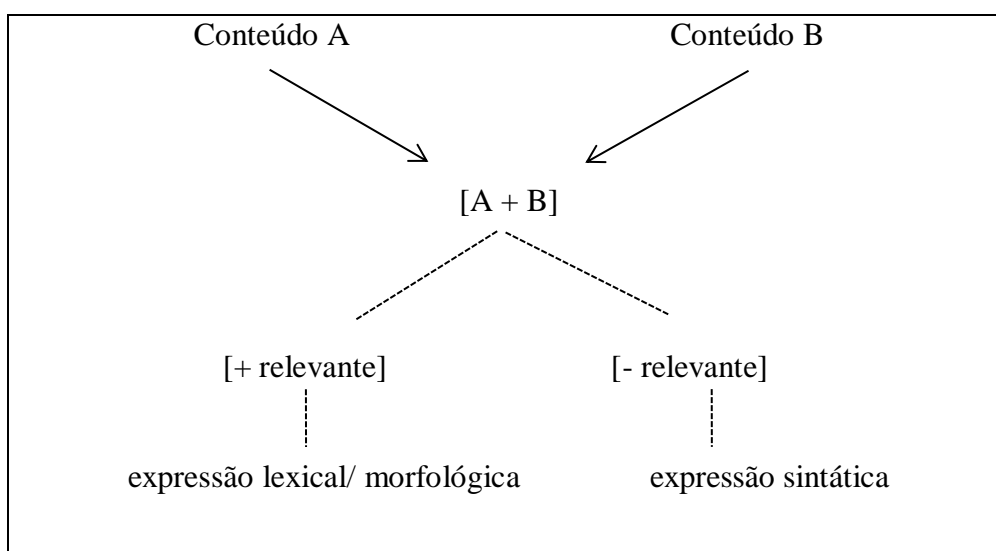 Conteúdo A Conteúdo B
[A + B]
[+ relevante] [- relevante]
expressão lexical/ morfológica expressão sintática